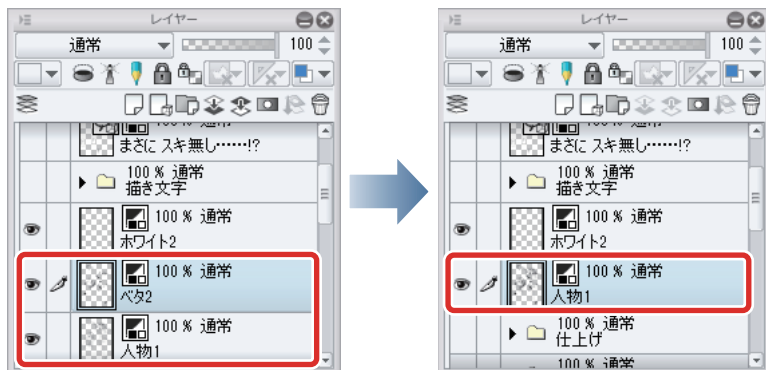 レイヤー
通常 100
100 % 通常
まさに スキ無し……!?
100 % 通常
描き文字
100 % 通常
ホワイト2
100 % 通常
ベタ2
100 % 通常
人物1
レイヤー
通常 100
100 % 通常
まさに スキ無し……!?
100 % 通常
描き文字
100 % 通常
ホワイト2
100 % 通常
人物1
100 % 通常
仕上げ
100 % 通常